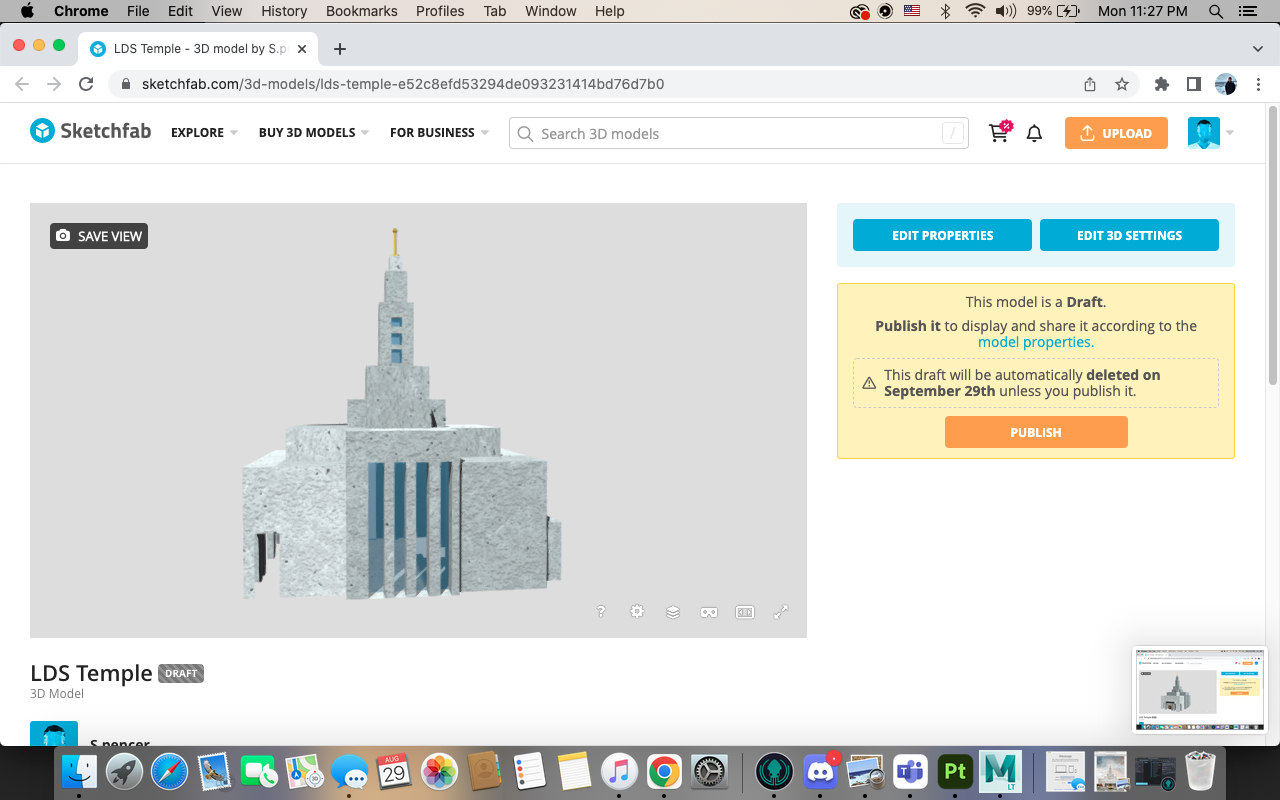 Chrome File Edit View History Bookmarks Profiles Tab Window Help 99% Mon 11:27 PM
LDS Temple - 3D model by S.p
sketchfab.com/3d-models/lds-temple-e52c8efd53294de093231414bd76d7b0
Sketchfab EXPLORE BUY 3D MODELS FOR BUSINESS Search 3D models / UPLOAD
SAVE VIEW
EDIT PROPERTIES EDIT 3D SETTINGS
This model is a Draft.
Publish it to display and share it according to the
model properties.
This draft will be automatically deleted on
September 29th unless you publish it.
PUBLISH
?
LDS Temple DRAFT
3D Model
S.pencer
AUG
29
3D
Pt
M
LT